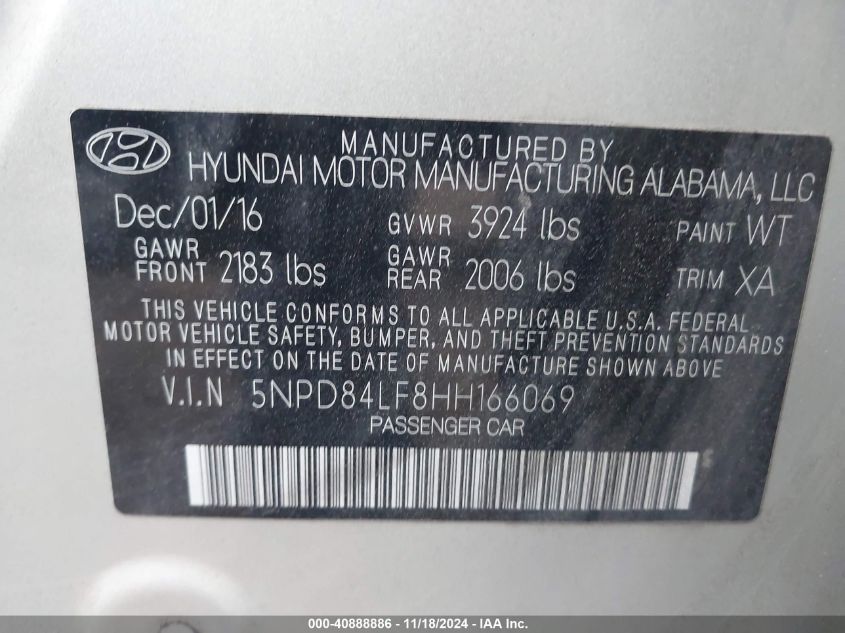 MANUFACTURED BY
HYUNDAI MOTOR MANUFACTURING ALABAMA, LLC
Dec/01/16 GVWR 3924 lbs PAINT WT
GAWR FRONT 2183 lbs GAWR REAR 2006 lbs TRIM XA
THIS VEHICLE CONFORMS TO ALL APPLICABLE U.S.A. FEDERAL
MOTOR VEHICLE SAFETY, BUMPER, AND THEFT PREVENTION STANDARDS
IN EFFECT ON THE DATE OF MANUFACTURE SHOWN ABOVE
V.I.N 5NPD84LF8HH166069
PASSENGER CAR
000-40888886 - 11/18/2024 - IAA Inc.